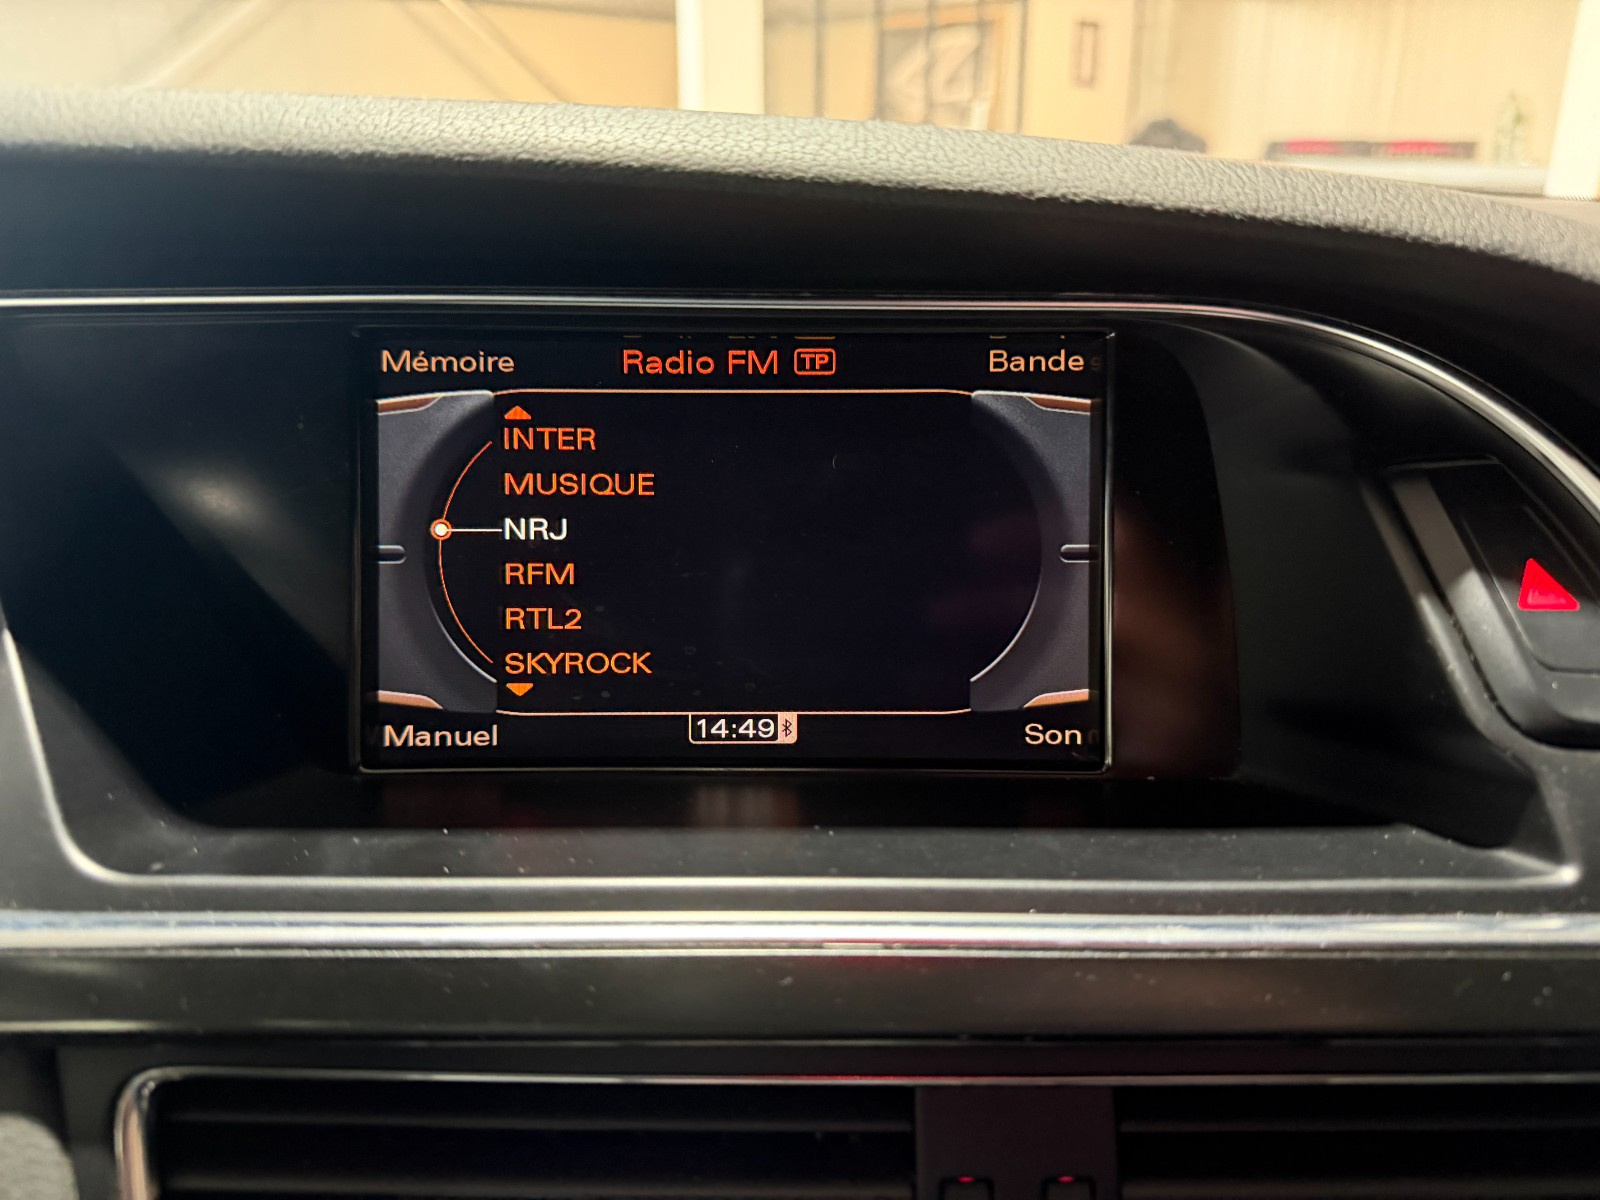 Mémoire Radio FM TP Bande
INTER
MUSIQUE
NRJ
RFM
RTL2
SKYROCK
Manuel 14:49 Son